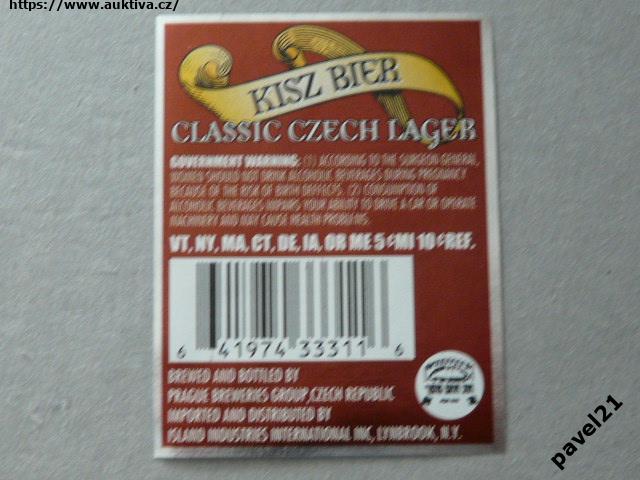 https://www.auktiva.cz/
KISZ BIER
CLASSIC CZECH LAGER
GOVERNMENT WARNING: (1) ACCORDING TO THE SURGEON GENERAL,
WOMEN SHOULD NOT DRINK ALCOHOLIC BEVERAGES DURING PREGNANCY
BECAUSE OF THE RISK OF BIRTH DEFECTS. (2) CONSUMPTION OF
ALCOHOLIC BEVERAGES IMPAIRS YOUR ABILITY TO DRIVE A CAR OR OPERATE
MACHINERY AND MAY CAUSE HEALTH PROBLEMS.
VT, NY, MA, CT, DE, IA, OR ME 5¢MI 10¢REF.
6 41974 33311 6
BREWED AND BOTTLED BY
PRAGUE BREWERIES GROUP,CZECH REPUBLIC
IMPORTED AND DISTRIBUTED BY
ISLAND INDUSTRIES INTERNATIONAL INC, LYNBROOK, N.Y.
pavel21